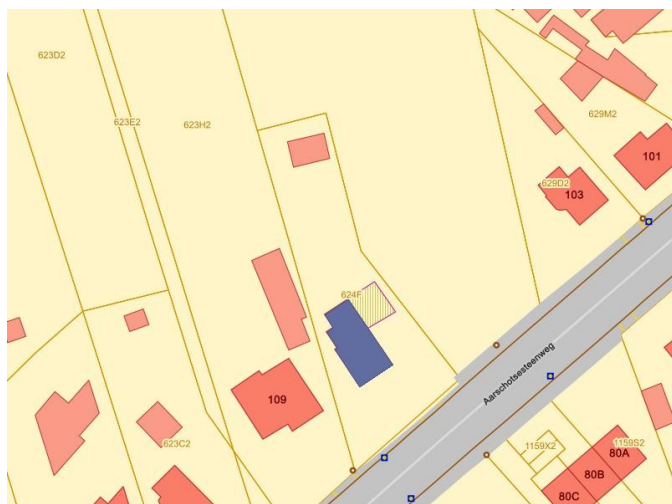 623D2
623E2
623H2
629M2
101
629D2
103
624F
Aarschotsesteenweg
109
623C2
1159X2
1159S2
80A
80B
80C